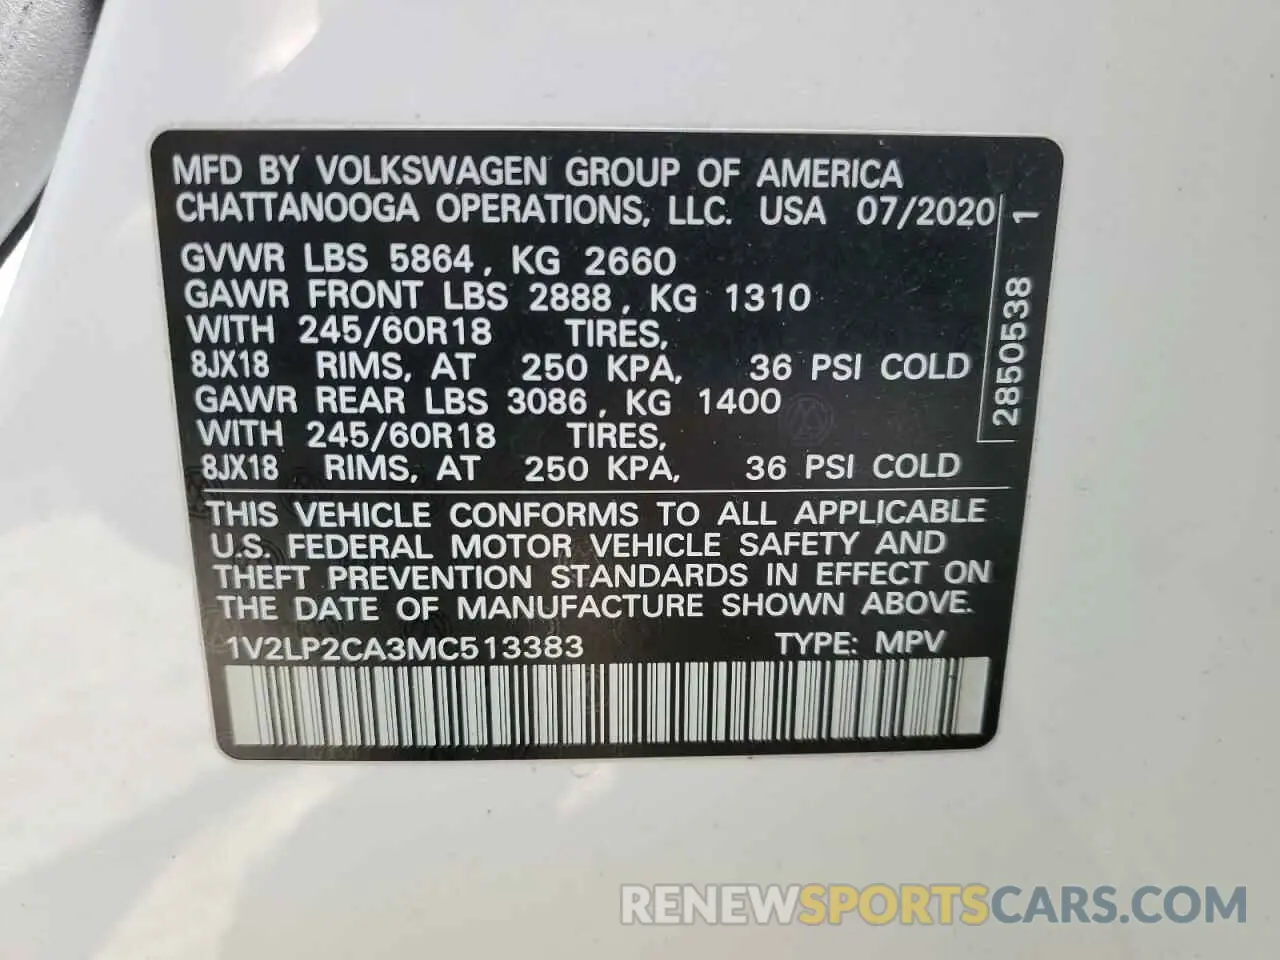 MFD BY VOLKSWAGEN GROUP OF AMERICA
CHATTANOOGA OPERATIONS, LLC. USA 07/2020
GVWR LBS 5864, KG 2660
GAWR FRONT LBS 2888, KG 1310
WITH 245/60R18 TIRES,
8JX18 RIMS, AT 250 KPA, 36 PSI COLD
GAWR REAR LBS 3086, KG 1400
WITH 245/60R18 TIRES,
8JX18 RIMS, AT 250 KPA, 36 PSI COLD
2850538 1
THIS VEHICLE CONFORMS TO ALL APPLICABLE
U.S. FEDERAL MOTOR VEHICLE SAFETY AND
THEFT PREVENTION STANDARDS IN EFFECT ON
THE DATE OF MANUFACTURE SHOWN ABOVE.
1V2LP2CA3MC513383 TYPE: MPV
RENEWSPORTSCARS.COM